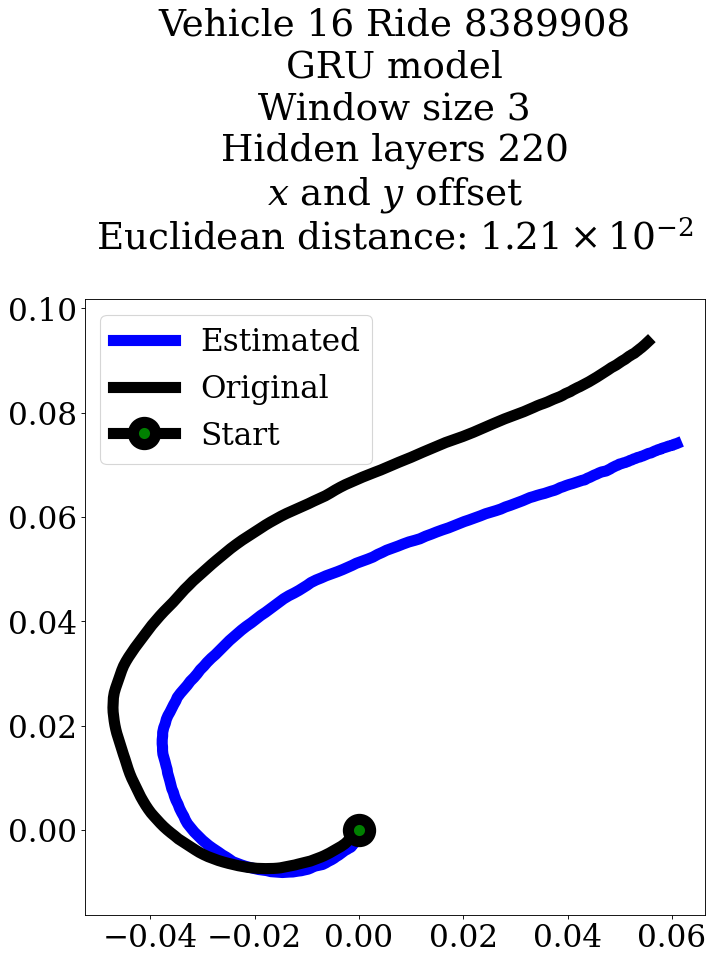 Vehicle 16 Ride 8389908
GRU model
Window size 3
Hidden layers 220
x and y offset
Euclidean distance: 1.21 × 10⁻²
Estimated
Original
Start
0.10
0.08
0.06
0.04
0.02
0.00
−0.04 −0.02 0.00 0.02 0.04 0.06